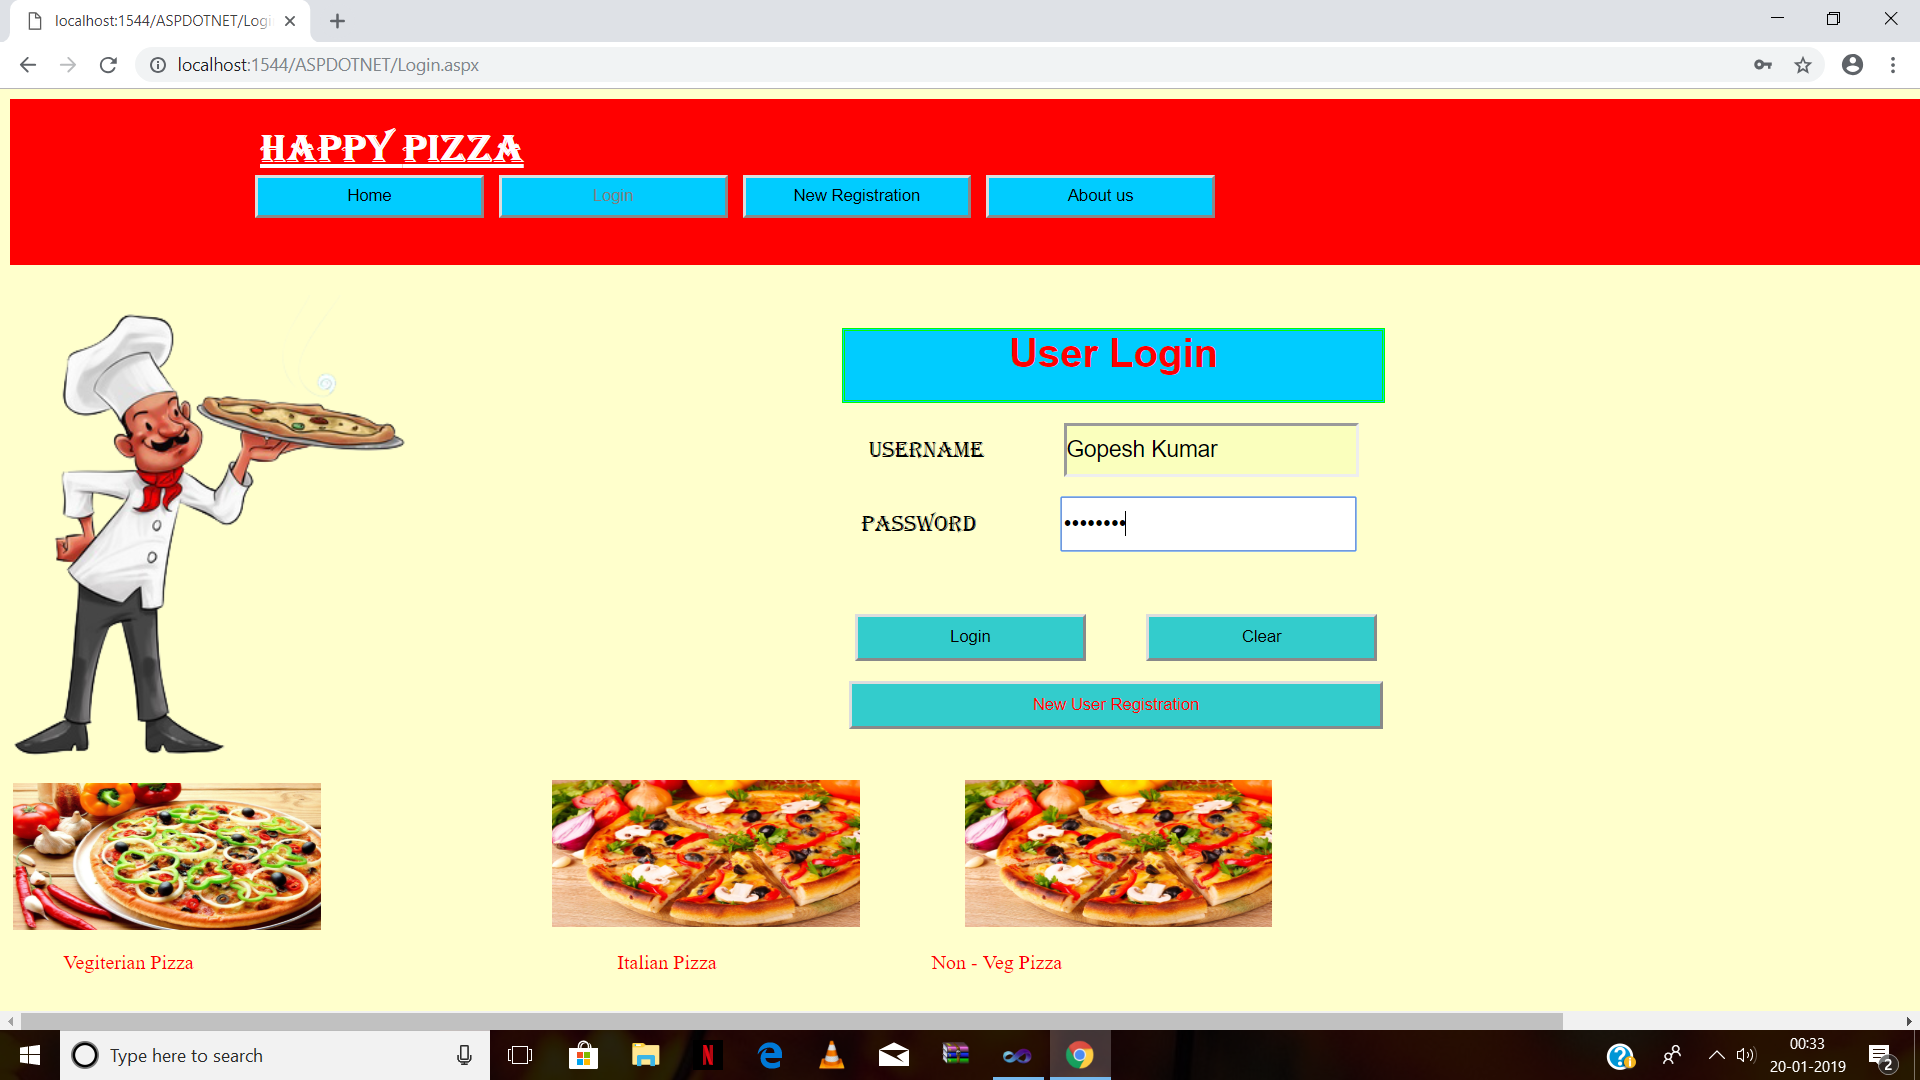 localhost:1544/ASPDOTNET/Logi
localhost:1544/ASPDOTNET/Login.aspx
HAPPY PIZZA
Home Login New Registration About us
User Login
USERNAME Gopesh Kumar
PASSWORD ••••••••
Login Clear
New User Registration
Vegiterian Pizza Italian Pizza Non - Veg Pizza
Type here to search
00:33
20-01-2019
2